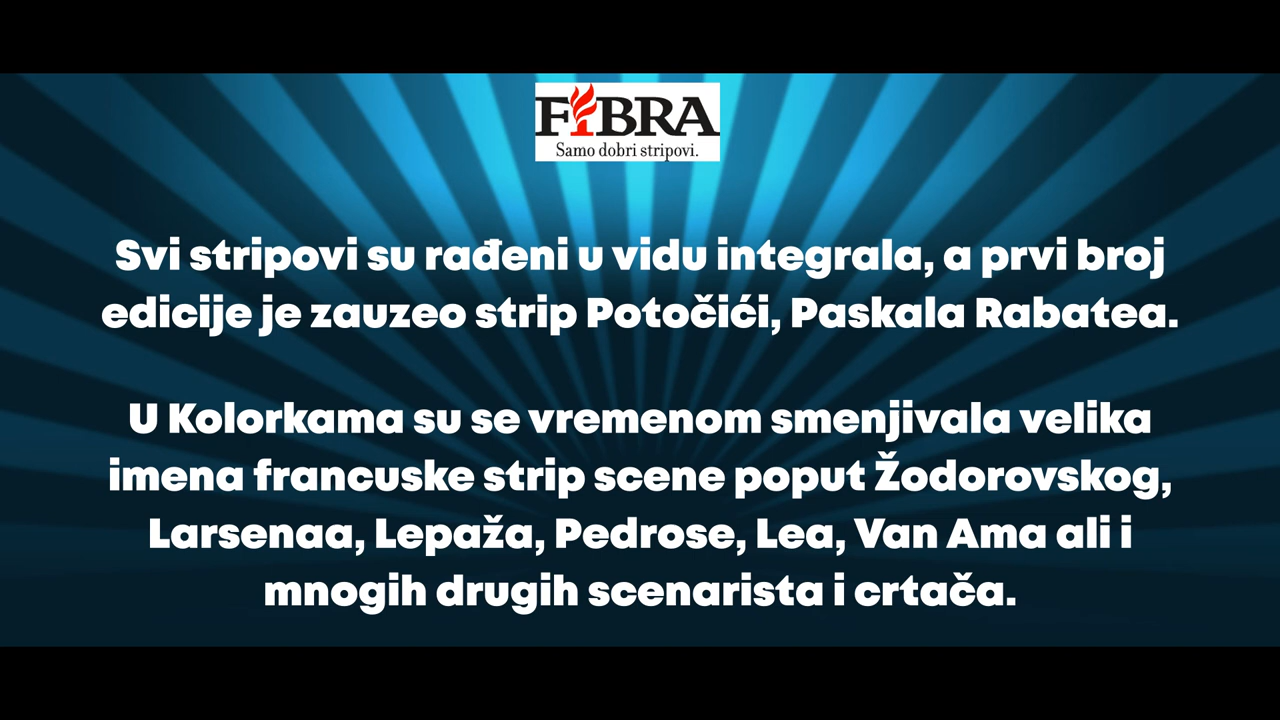 FIBRA
Samo dobri stripovi.
Svi stripovi su rađeni u vidu integrala, a prvi broj
edicije je zauzeo strip Potočići, Paskala Rabatea.
U Kolorkama su se vremenom smenjivala velika
imena francuske strip scene poput Žodorovskog,
Larsenaa, Lepaža, Pedrose, Lea, Van Ama ali i
mnogih drugih scenarista i crtača.